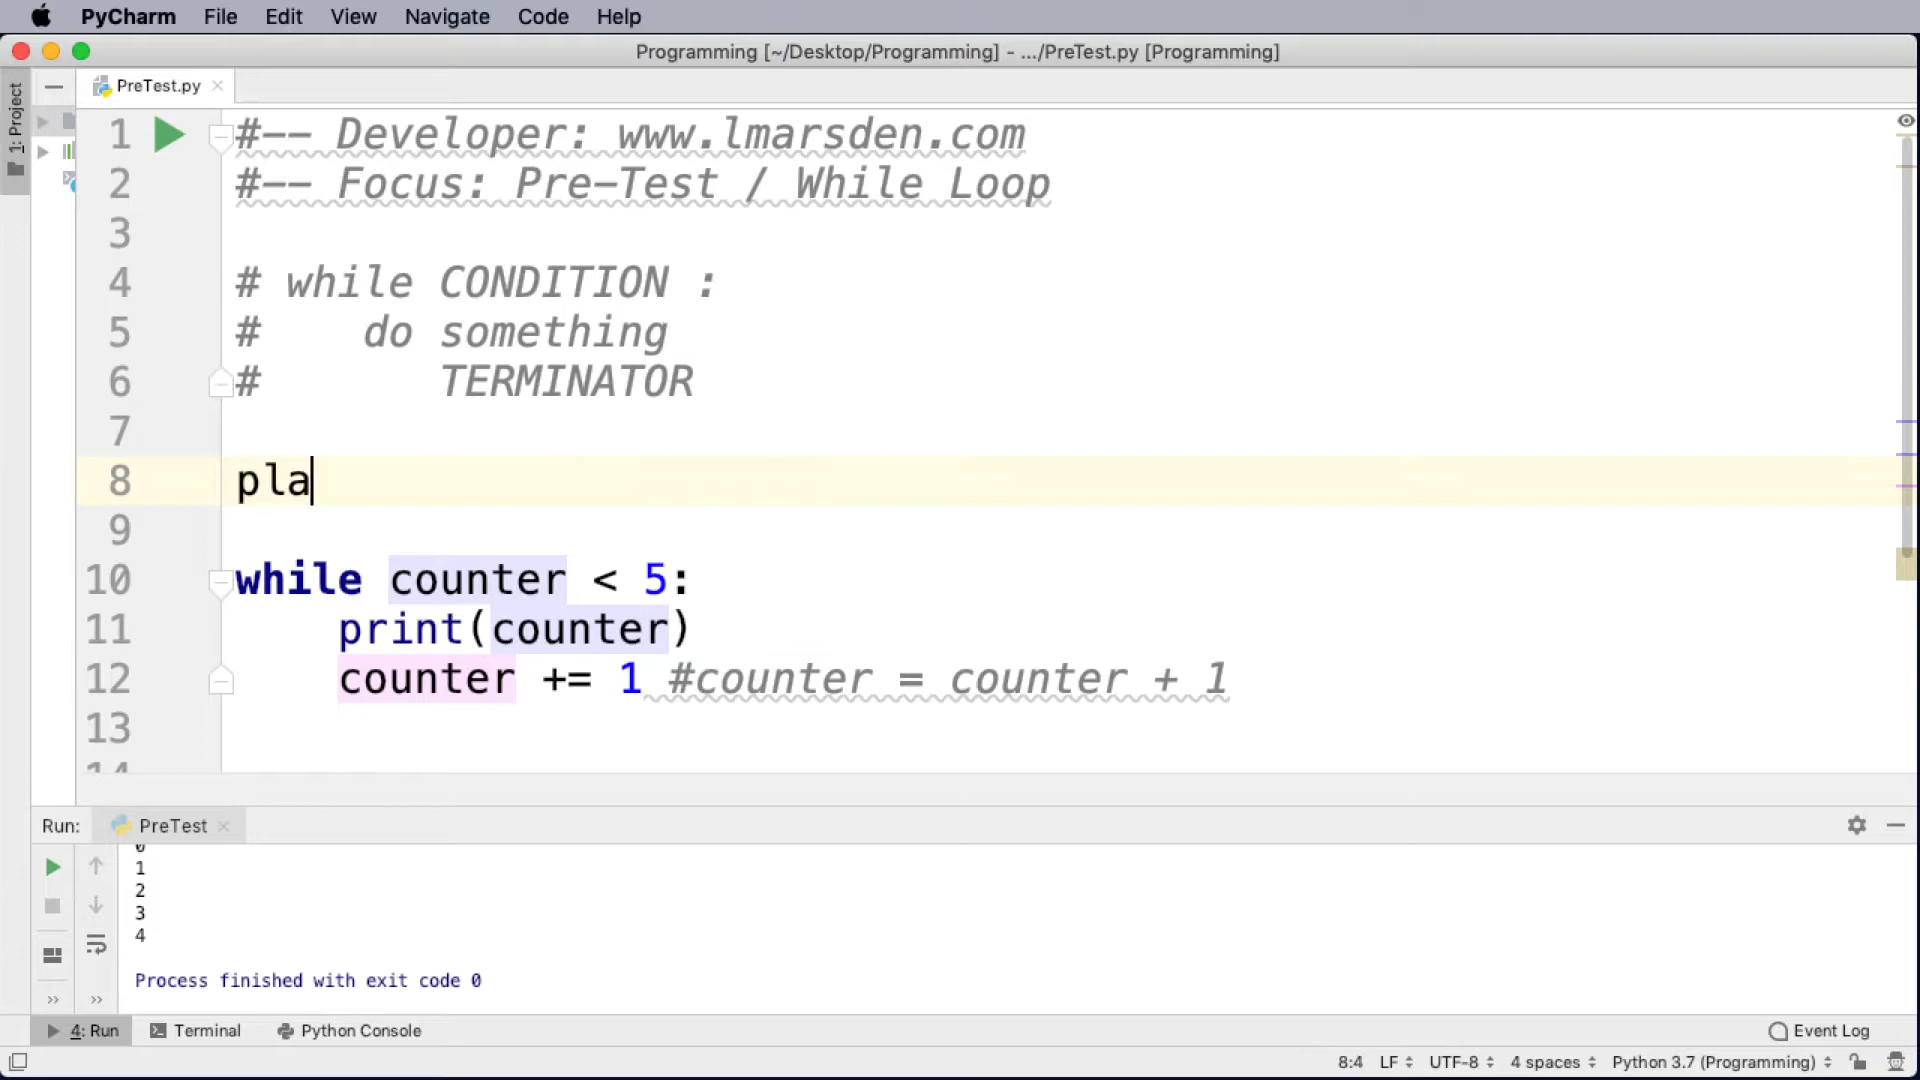 PyCharm File Edit View Navigate Code Help
Programming [~/Desktop/Programming] - .../PreTest.py [Programming]
1: Project
PreTest.py
1 #-- Developer: www.lmarsden.com
2 #-- Focus: Pre-Test / While Loop
3
4 # while CONDITION :
5 #    do something
6 #       TERMINATOR
7
8 pla
9
10 while counter < 5:
11     print(counter)
12     counter += 1 #counter = counter + 1
13
14
Run: PreTest
0
1
2
3
4
Process finished with exit code 0
4: Run Terminal Python Console Event Log
8:4 LF UTF-8 4 spaces Python 3.7 (Programming)